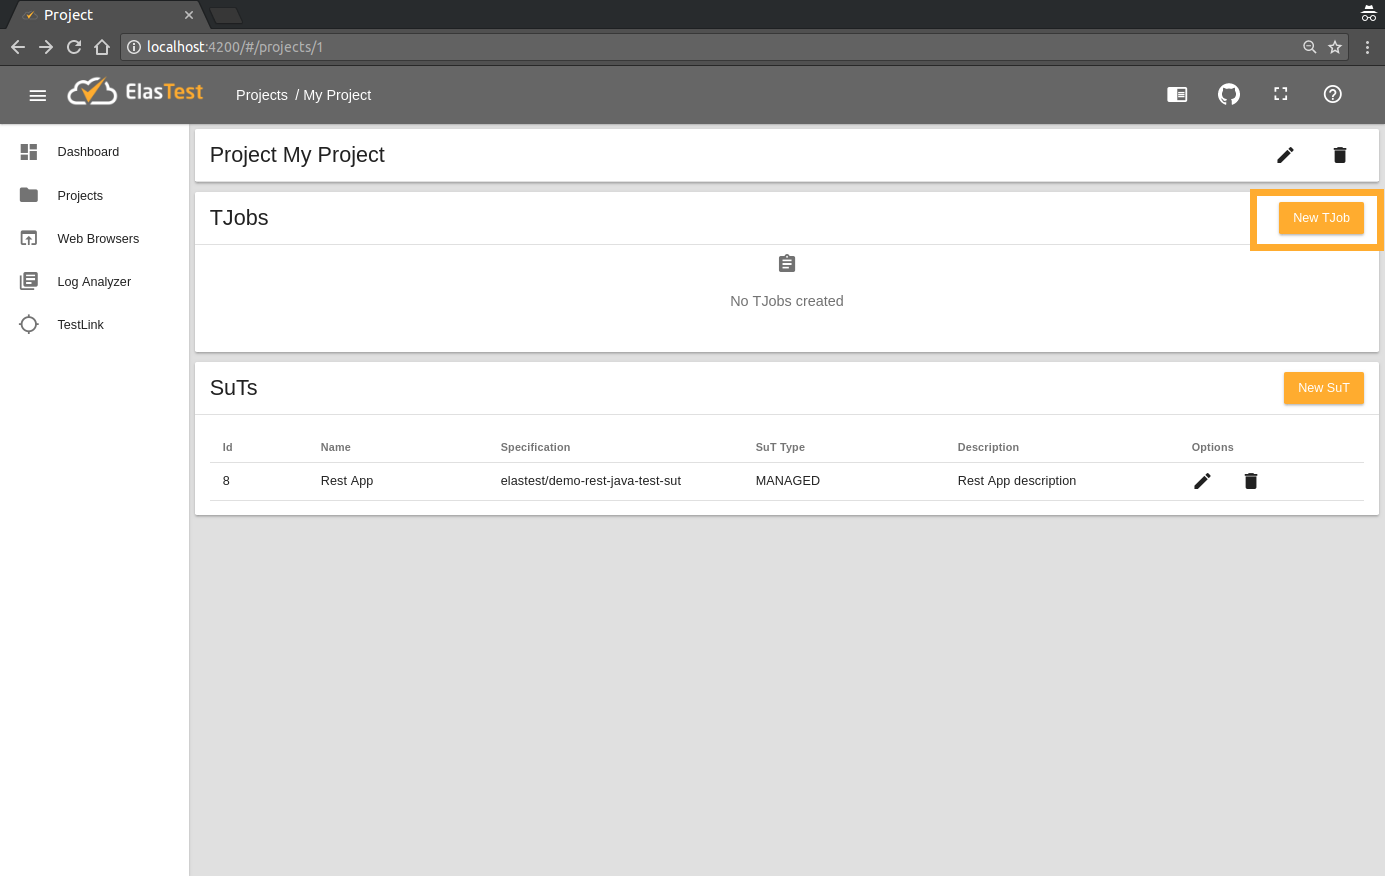 Project
localhost:4200/#/projects/1
ElasTest
Projects / My Project
Dashboard
Projects
Web Browsers
Log Analyzer
TestLink
Project My Project
TJobs
New TJob
No TJobs created
SuTs
New SuT
Id Name Specification SuT Type Description Options
8 Rest App elastest/demo-rest-java-test-sut MANAGED Rest App description